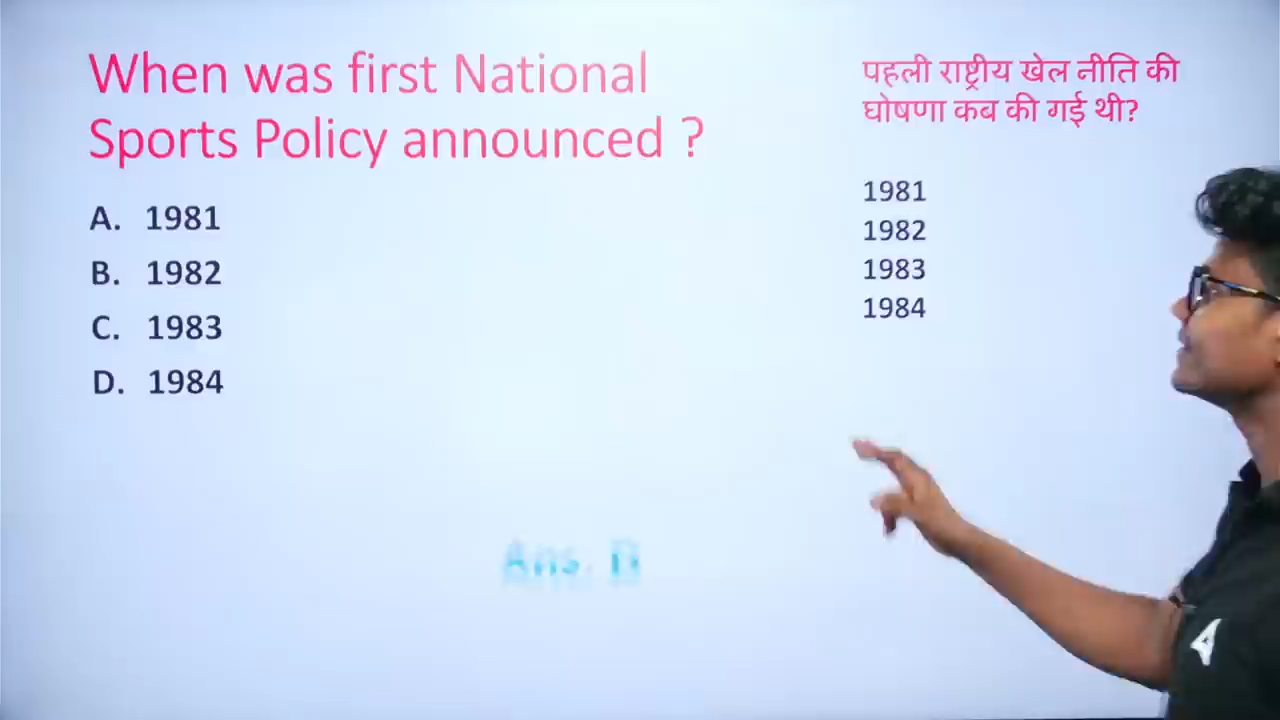 When was first National
Sports Policy announced ?
A. 1981
B. 1982
C. 1983
D. 1984
पहली राष्ट्रीय खेल नीति की
घोषणा कब की गई थी?
1981
1982
1983
1984
Ans.